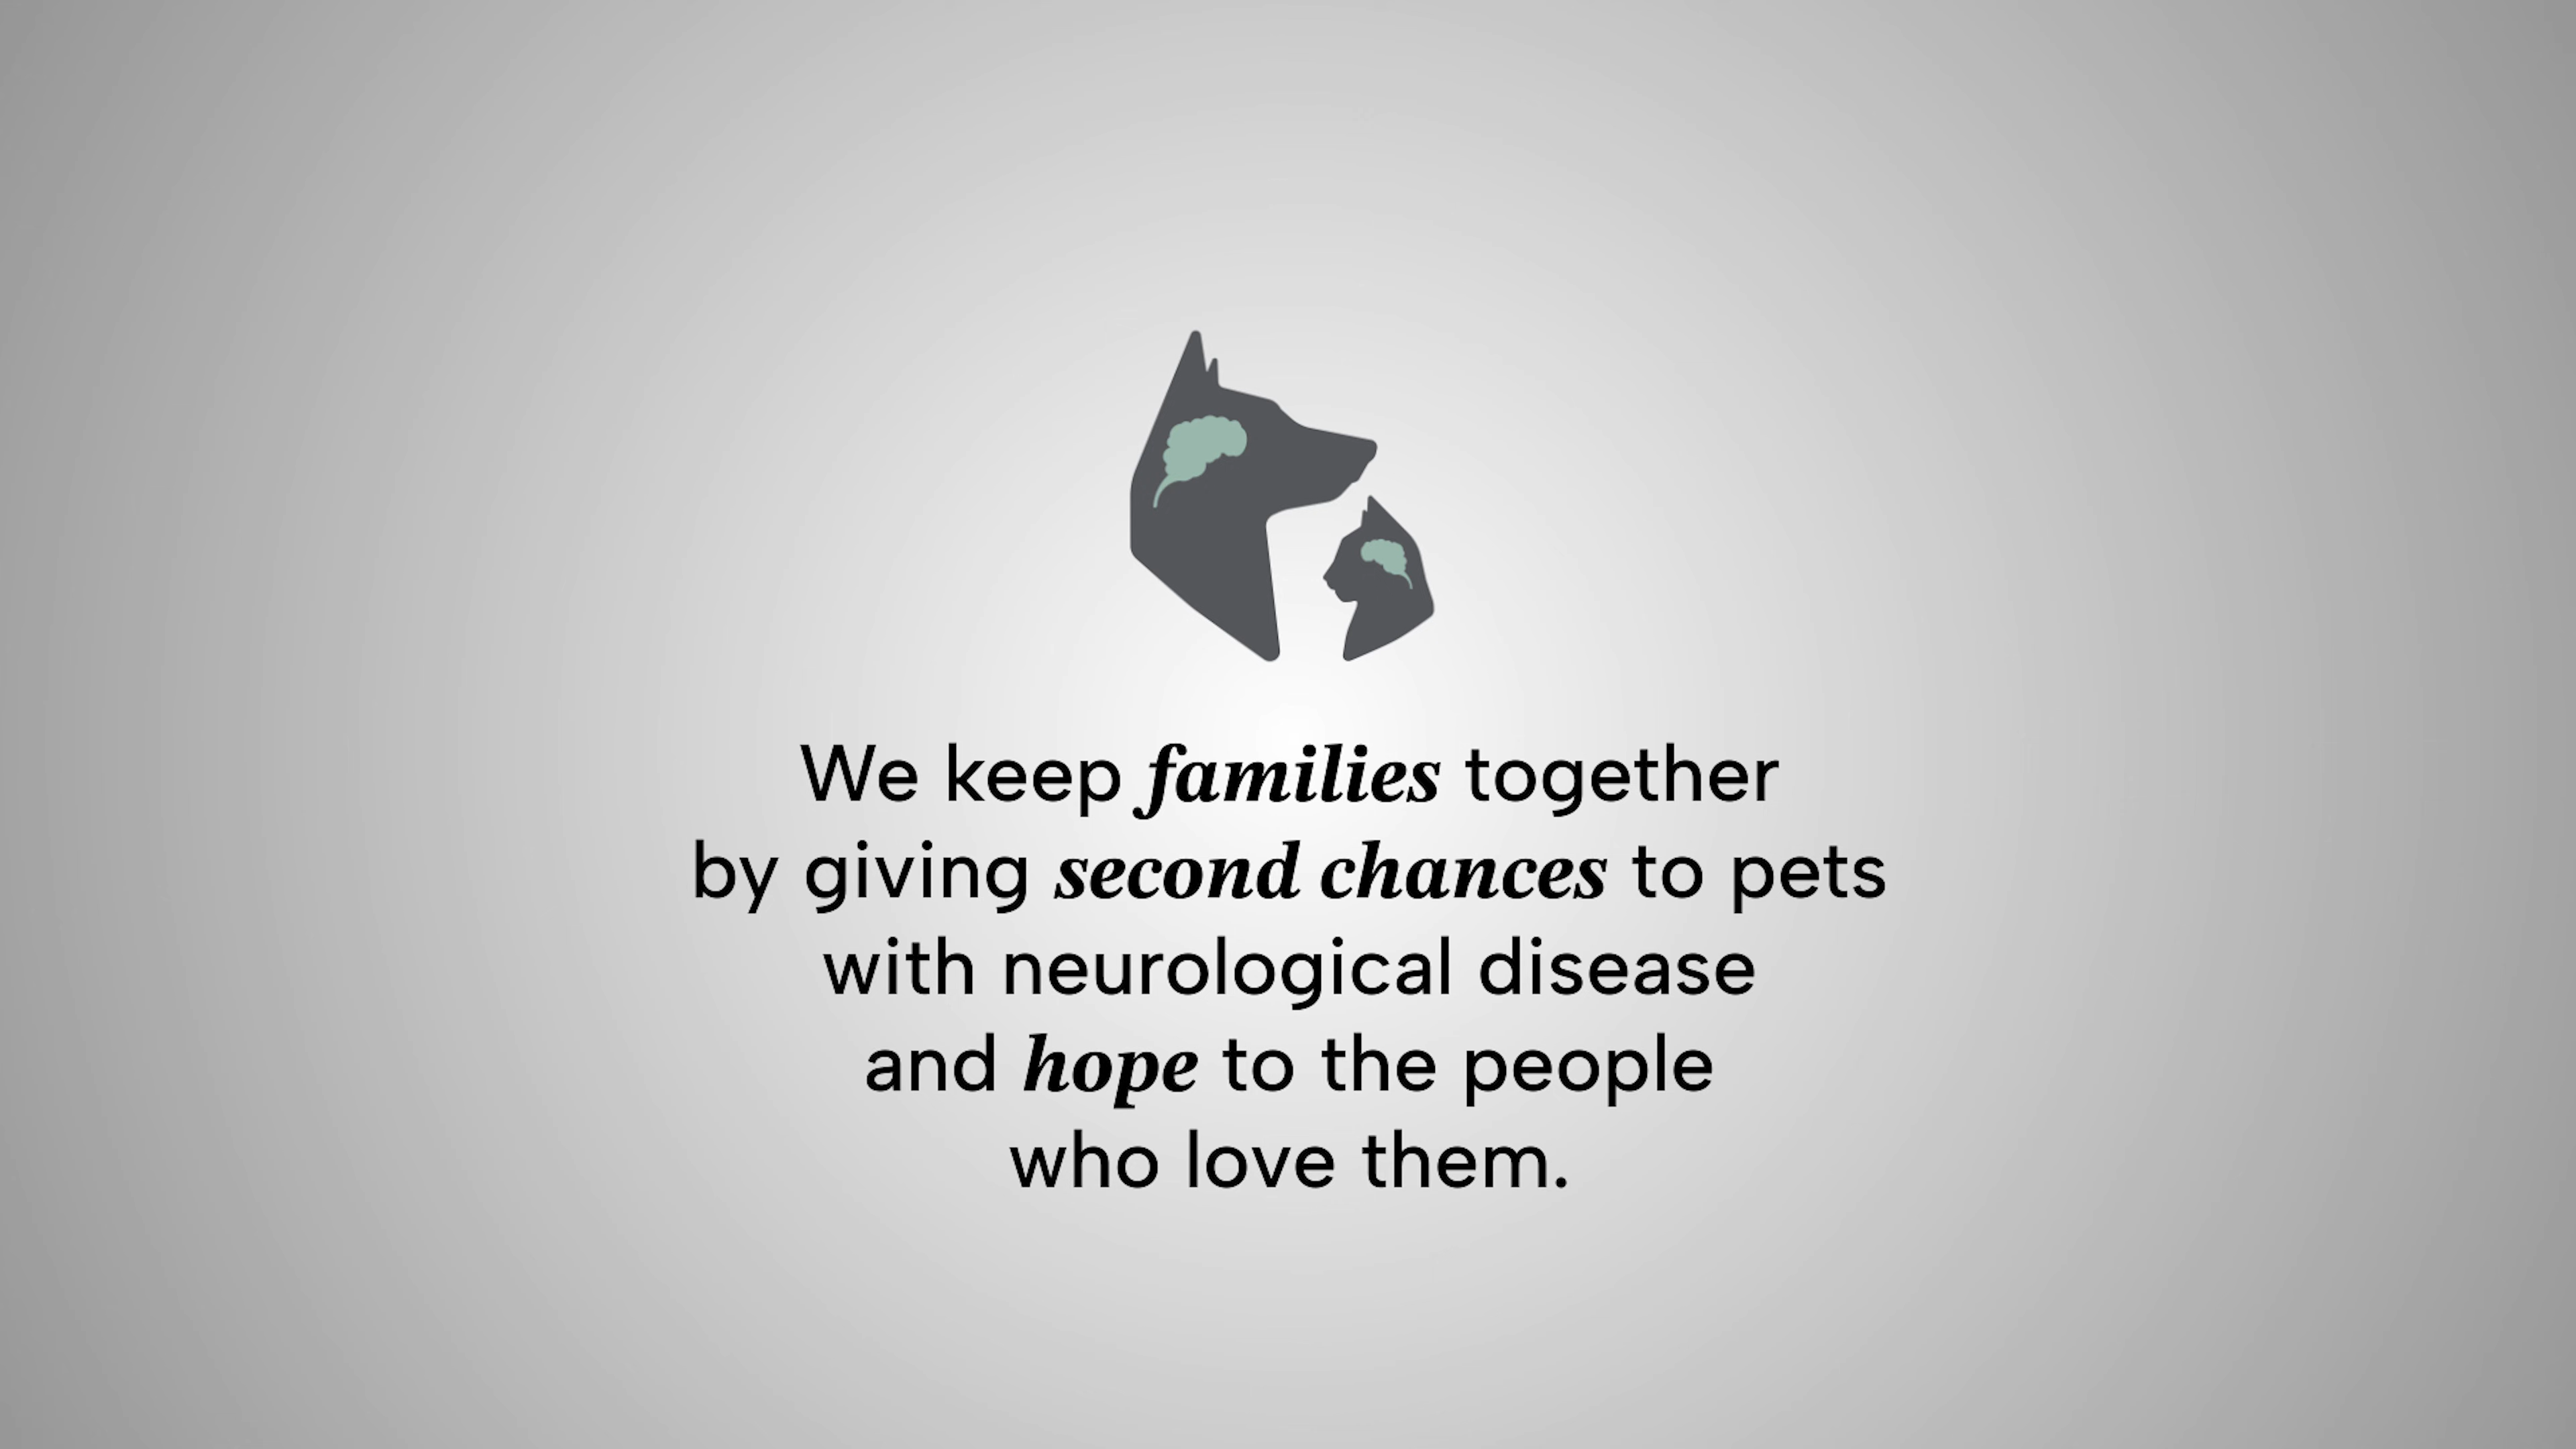 We keep families together
by giving second chances to pets
with neurological disease
and hope to the people
who love them.